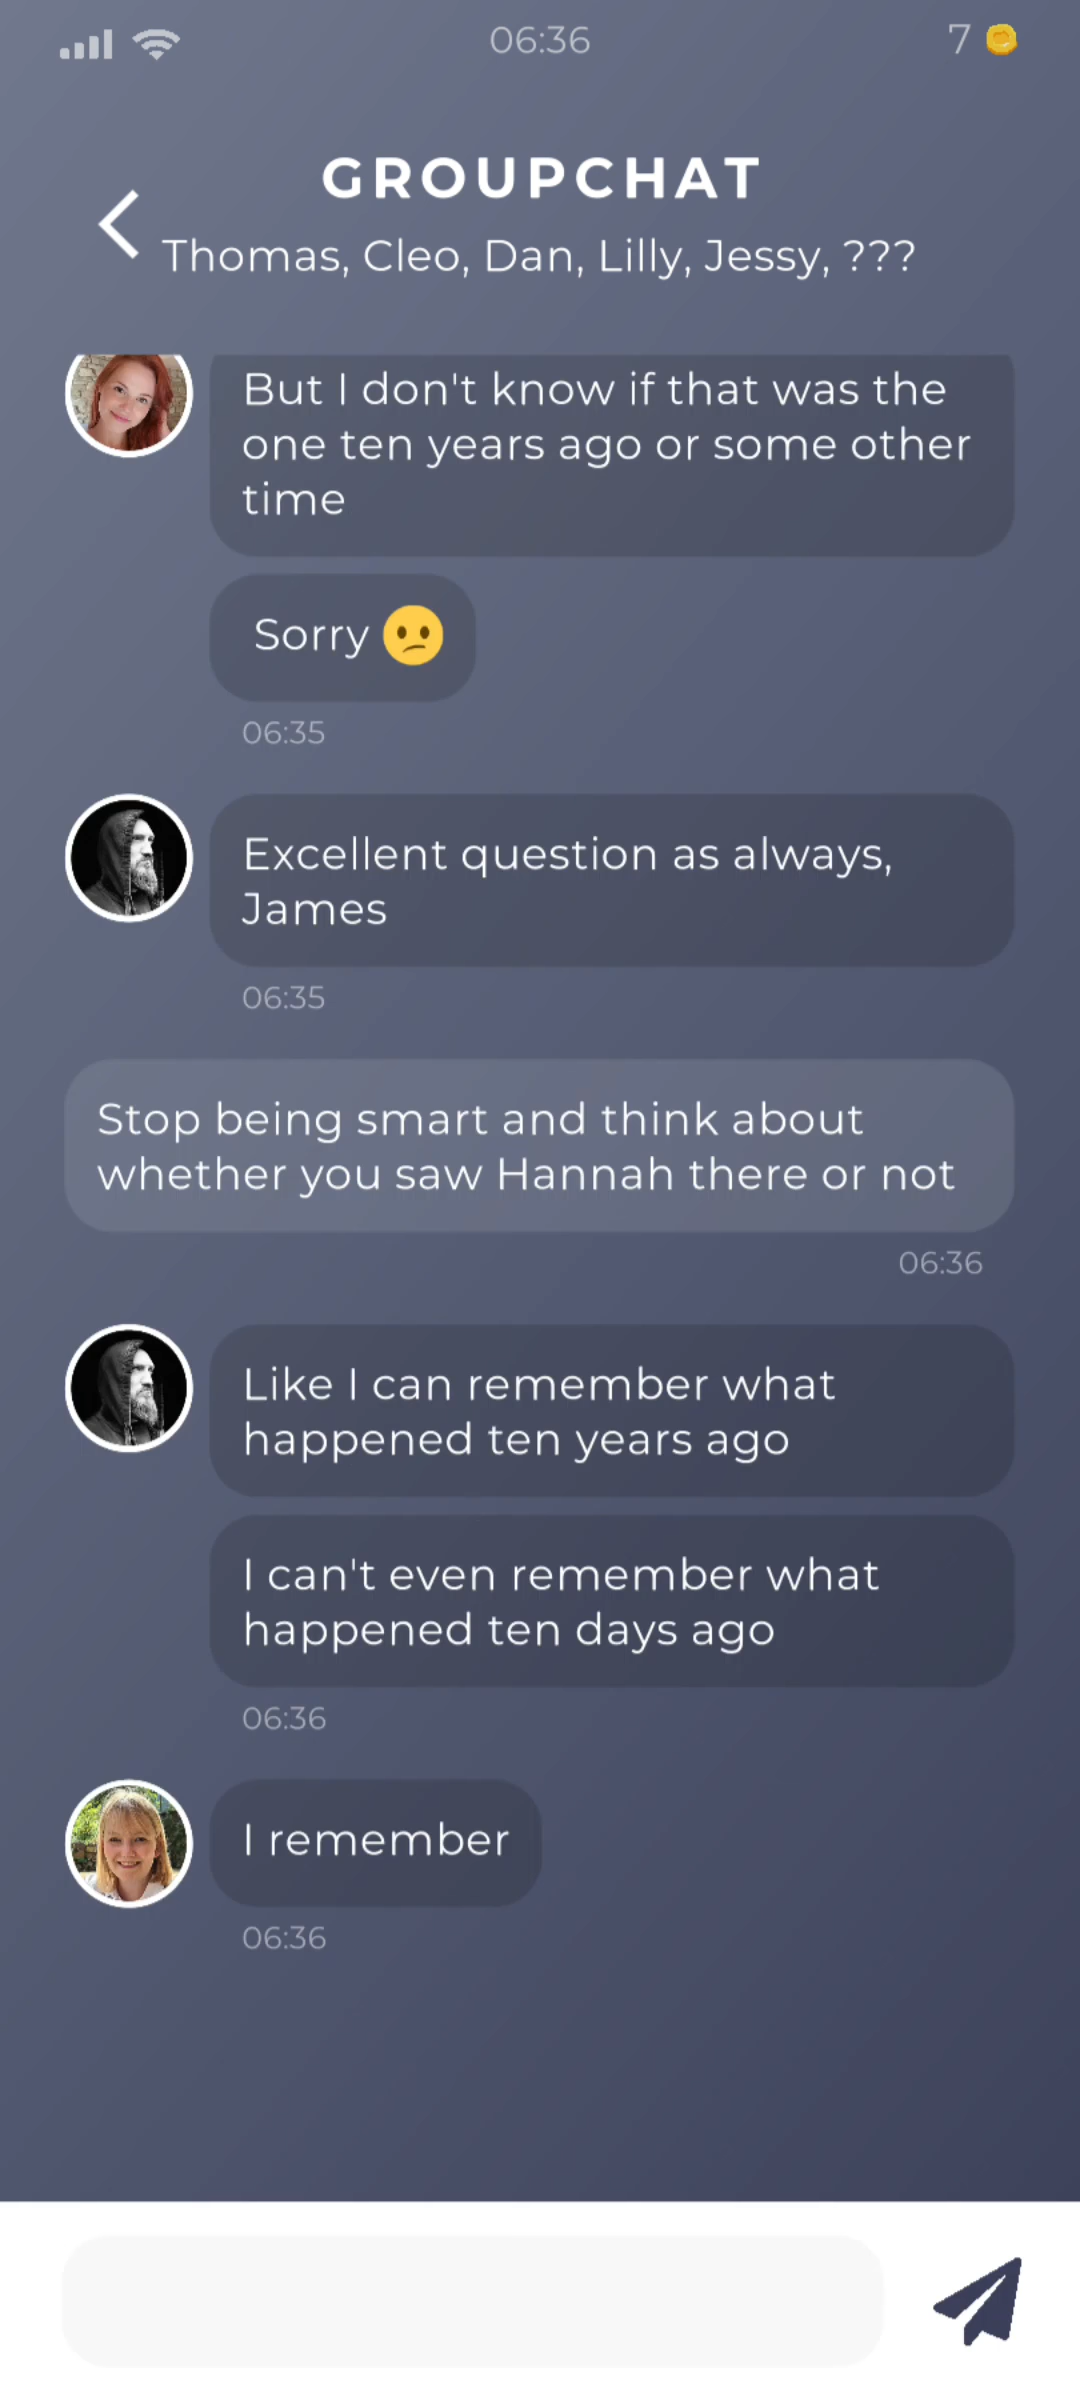 06:36
7
GROUPCHAT
Thomas, Cleo, Dan, Lilly, Jessy, ???
But I don't know if that was the
one ten years ago or some other
time
Sorry 😕
06:35
Excellent question as always,
James
06:35
Stop being smart and think about
whether you saw Hannah there or not
06:36
Like I can remember what
happened ten years ago
I can't even remember what
happened ten days ago
06:36
I remember
06:36